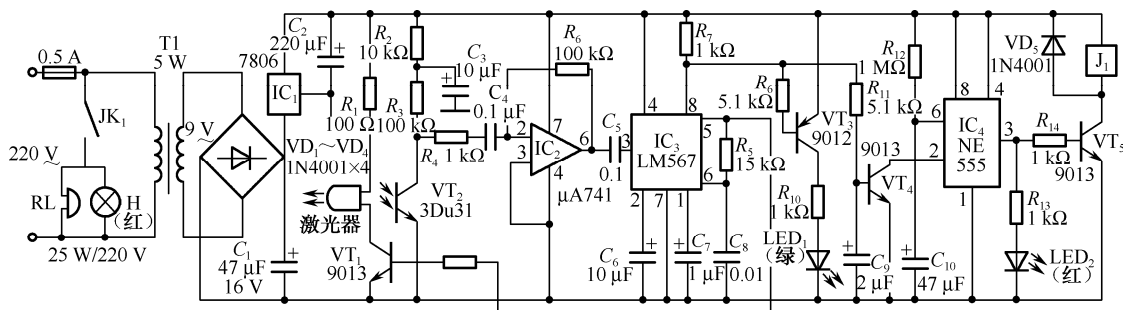 0.5 A
JK1
220 V
~
RL
H
(红)
25 W/220 V
T1
5 W
9 V
~
7806
IC1
C2
220 μF
+
VD1～VD4
1N4001×4
C1
47 μF
16 V
+
R2
10 kΩ
R1
100 Ω
R3
100 kΩ
C3
10 μF
+
C4
0.1 μF
R4 1 kΩ
激光器
VT1
9013
VT2
3Du31
R6
100 kΩ
2
3
7
4
6
IC2
μA741
C5
0.1
3
4
8
5
6
2
7
1
IC3
LM567
R7
1 kΩ
R5
15 kΩ
C6
10 μF
+
C7
1 μF
+
C8
0.01
R6
5.1 kΩ
VT3
9012
R10
1 kΩ
LED1
(绿)
R11
5.1 kΩ
9013
VT4
C9
2 μF
+
R12
1 MΩ
C10
47 μF
+
6
8
4
2
3
1
IC4
NE
555
R13
1 kΩ
LED2
(红)
R14
1 kΩ
VD5
1N4001
J1
VT5
9013